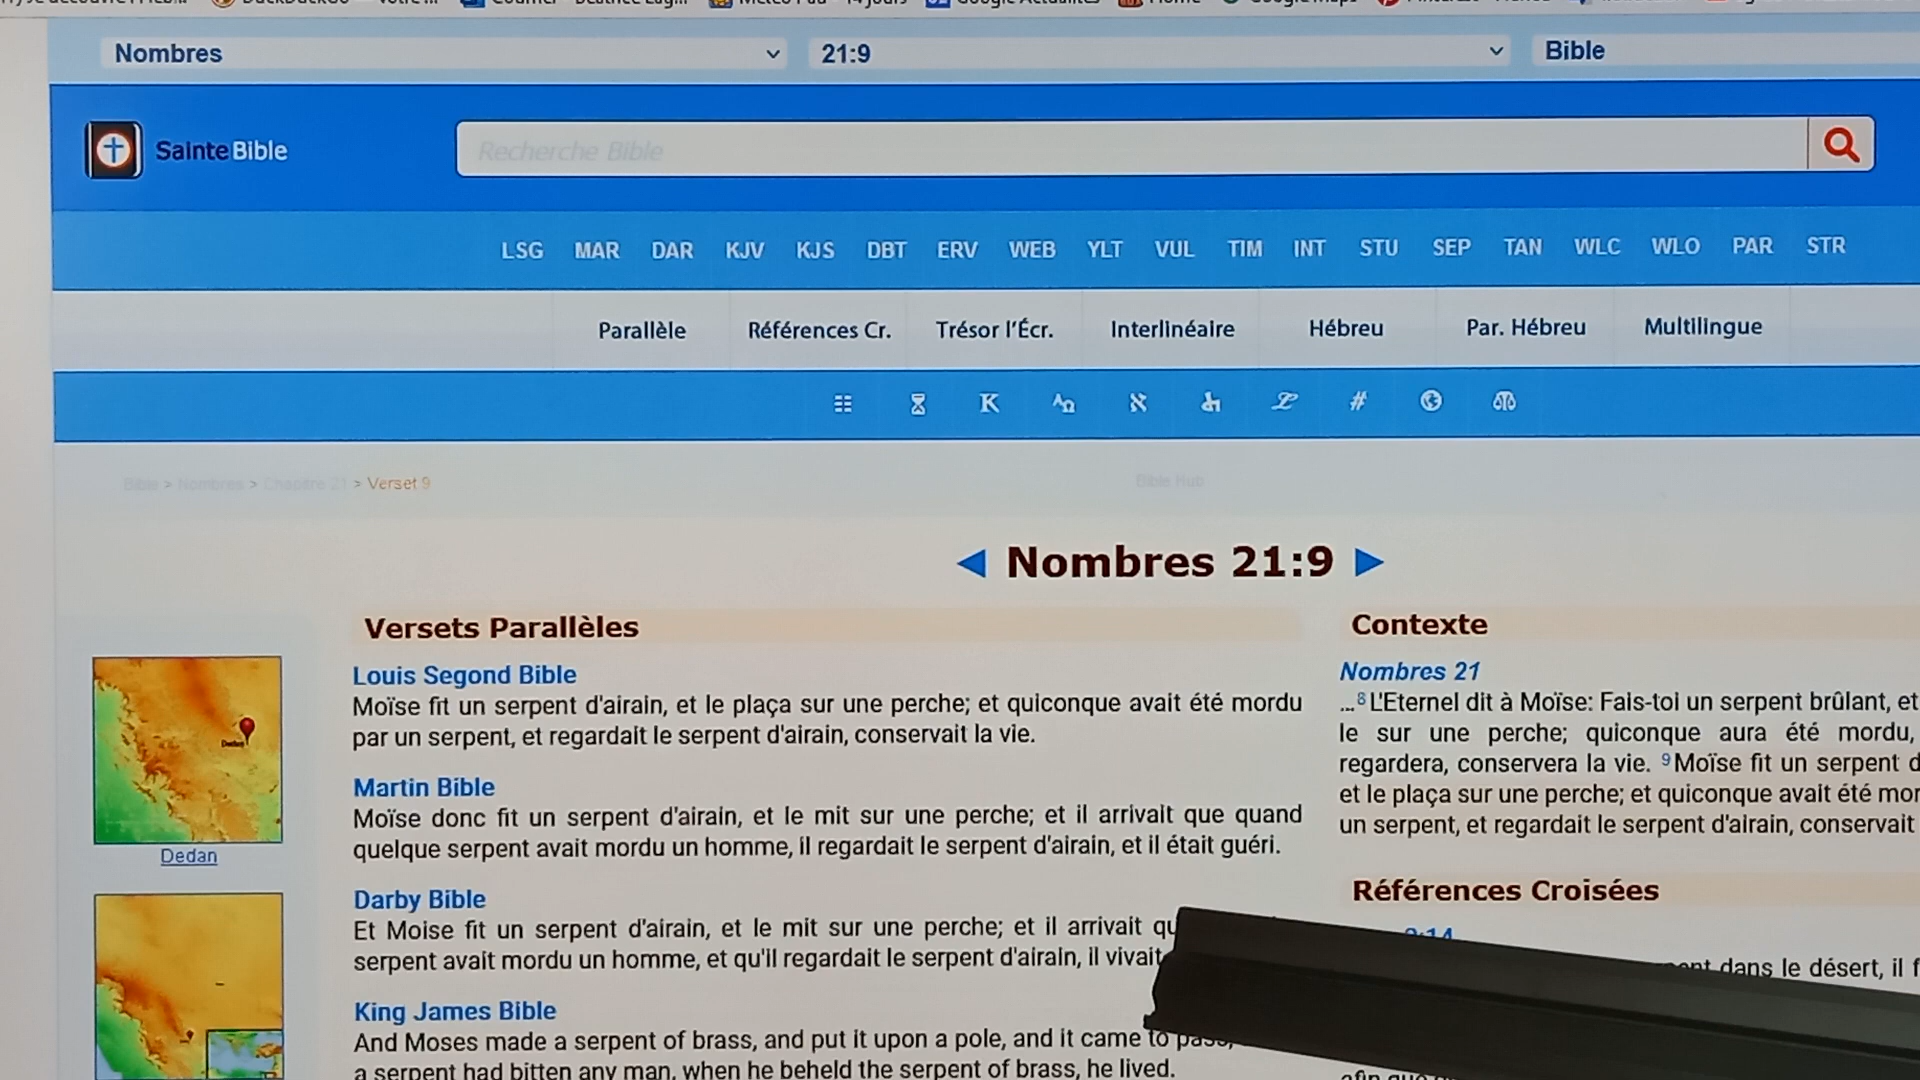 Nombres
21:9
Bible
Sainte Bible
Recherche Bible
LSG MAR DAR KJV KJS DBT ERV WEB YLT VUL TIM INT STU SEP TAN WLC WLO PAR STR
Parallèle Références Cr. Trésor l'Écr. Interlinéaire Hébreu Par. Hébreu Multilingue
Bible > Nombres > Chapitre 21 > Verset 9
Bible Hub
◄ Nombres 21:9 ►
Dedan
Versets Parallèles
Louis Segond Bible
Moïse fit un serpent d'airain, et le plaça sur une perche; et quiconque avait été mordu
par un serpent, et regardait le serpent d'airain, conservait la vie.
Martin Bible
Moïse donc fit un serpent d'airain, et le mit sur une perche; et il arrivait que quand
quelque serpent avait mordu un homme, il regardait le serpent d'airain, et il était guéri.
Darby Bible
Et Moise fit un serpent d'airain, et le mit sur une perche; et il arrivait
serpent avait mordu un homme, et qu'il regardait le serpent d'airain, il vivait
King James Bible
And Moses made a serpent of brass, and put it upon a pole, and it came to pass,
a serpent had bitten any man, when he beheld the serpent of brass, he lived.
Contexte
Nombres 21
...8 L'Eternel dit à Moïse: Fais-toi un serpent brûlant, et
le sur une perche; quiconque aura été mordu,
regardera, conservera la vie. 9 Moïse fit un serpent
et le plaça sur une perche; et quiconque avait été
un serpent, et regardait le serpent d'airain, conservait
Références Croisées
dans le désert, il